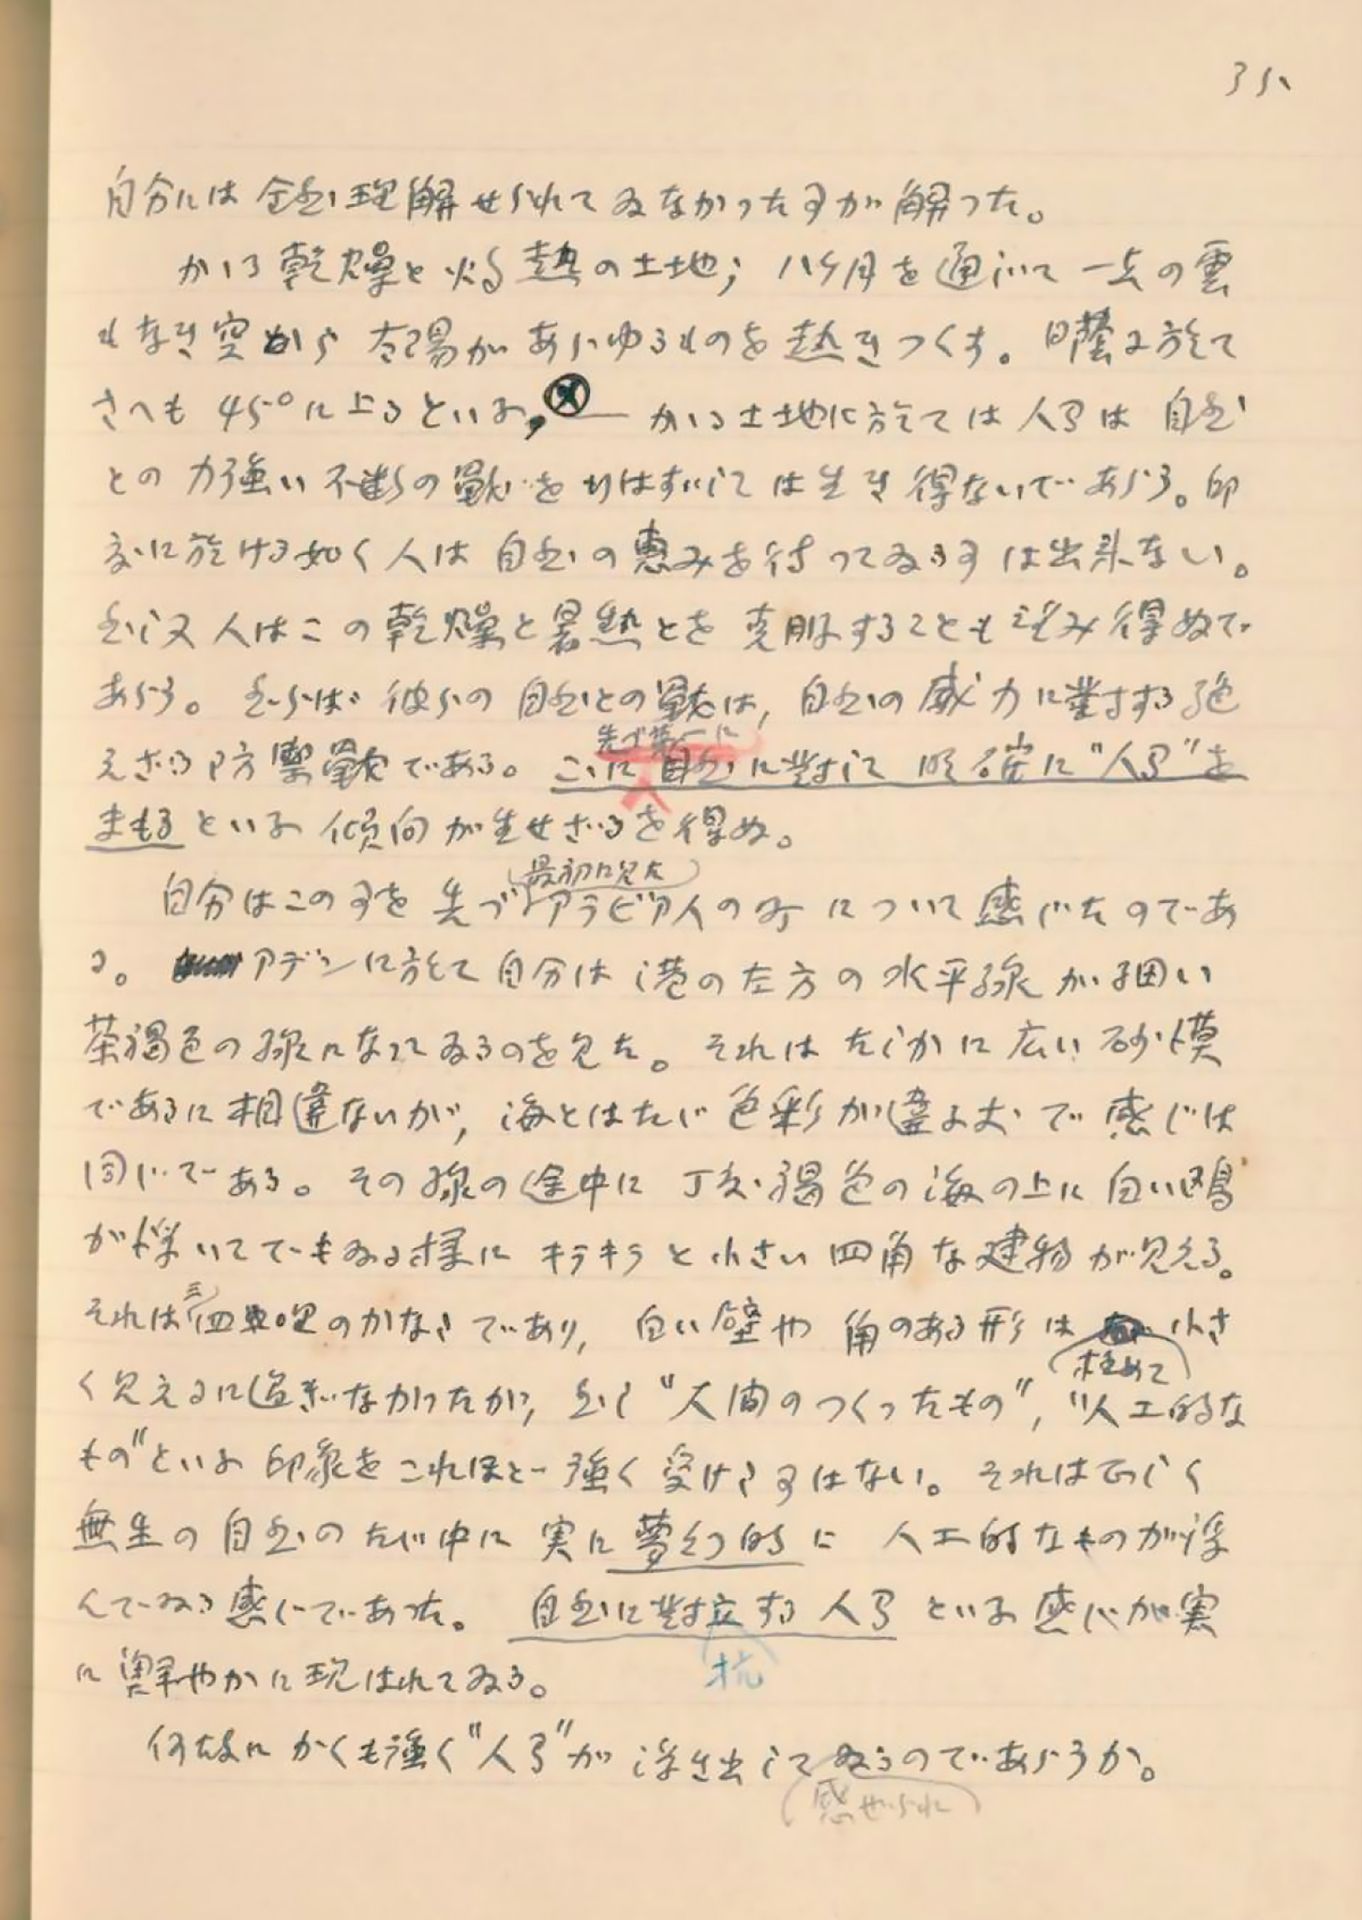 35、
自分には全然理解せられてゐなかった事が解った。
かゝる乾燥と灼熱の土地; 八ヶ月を通じて一点の雲
もなき空から太陽があらゆるものを熱きつくす。日蔭に於て
さへも45°に上るといふ, かゝる土地に於ては人間は自然
との力強い不断の戰ひをせずしては生き得ないであらう。印
度に於ける如く人は自然の恵みを待ってゐる事は出来ない。
然し又人はこの乾燥と暑熱とを克服することも望み得ぬで
あらう。然らば彼らの自然との戰は, 自然の威力に對する絶
先づ第一に
えざる防禦戰である。こゝに自然に対して明確に"人間"を
まもるといふ傾向が生ぜざるを得ぬ。
最初に見た
自分はこの事を先づアラビア人の町について感じたのであ
る。アデンに於て自分は港の左方の水平線が細い
茶褐色の線になってゐるのを見た。それはたしかに広い砂漠
であるに相違ないが, 海とはたゞ色彩が違ふ丈で感じは
同じである。その線の途中に丁度褐色の海の上に白い鴎
が浮いてでもゐる様にキラキラと小さい四角な建物が見える。
三
それは四哩のかなたであり, 白い壁や角のある形は小さ
極めて
く見えるに過ぎなかったが, 然し"人間のつくったもの", "人工的な
もの"といふ印象をこれほど強く受けた事はない。それは正しく
無生の自然のたゞ中に実に夢幻的に人工的なものが浮
んでゐる感じであった。自然に対立する人間といふ感じが実
抗
に鮮やかに現はれてゐる。
何故にかくも強く"人間"が浮き出してゐるのであらうか。
感ぜられ